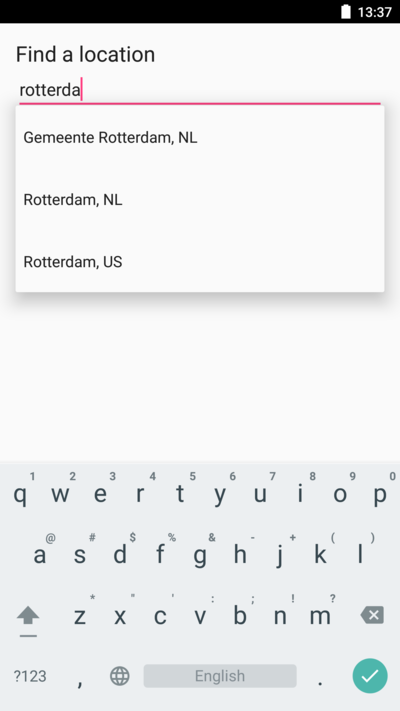 13:37
Find a location
rotterda
Gemeente Rotterdam, NL
Rotterdam, NL
Rotterdam, US
1 2 3 4 5 6 7 8 9 0
q w e r t y u i o p
@ # $ % & - + ( )
a s d f g h j k l
* " ' : ; ! ?
z x c v b n m
?123 , English .